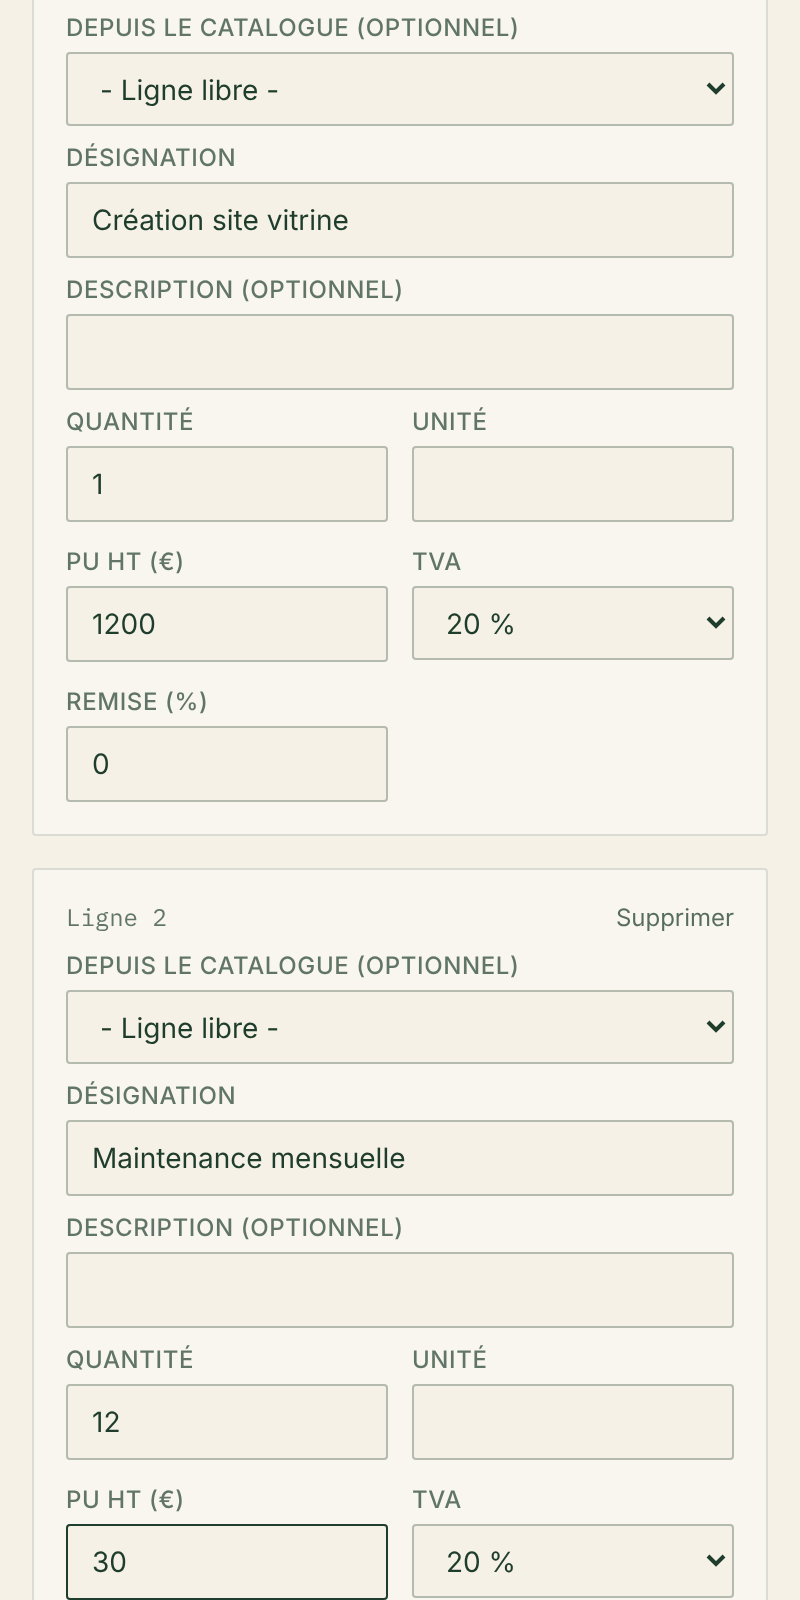 DEPUIS LE CATALOGUE (OPTIONNEL)
- Ligne libre -
DÉSIGNATION
Création site vitrine
DESCRIPTION (OPTIONNEL)
QUANTITÉ UNITÉ
1
PU HT (€) TVA
1200 20 %
REMISE (%)
0
Ligne 2 Supprimer
DEPUIS LE CATALOGUE (OPTIONNEL)
- Ligne libre -
DÉSIGNATION
Maintenance mensuelle
DESCRIPTION (OPTIONNEL)
QUANTITÉ UNITÉ
12
PU HT (€) TVA
30 20 %